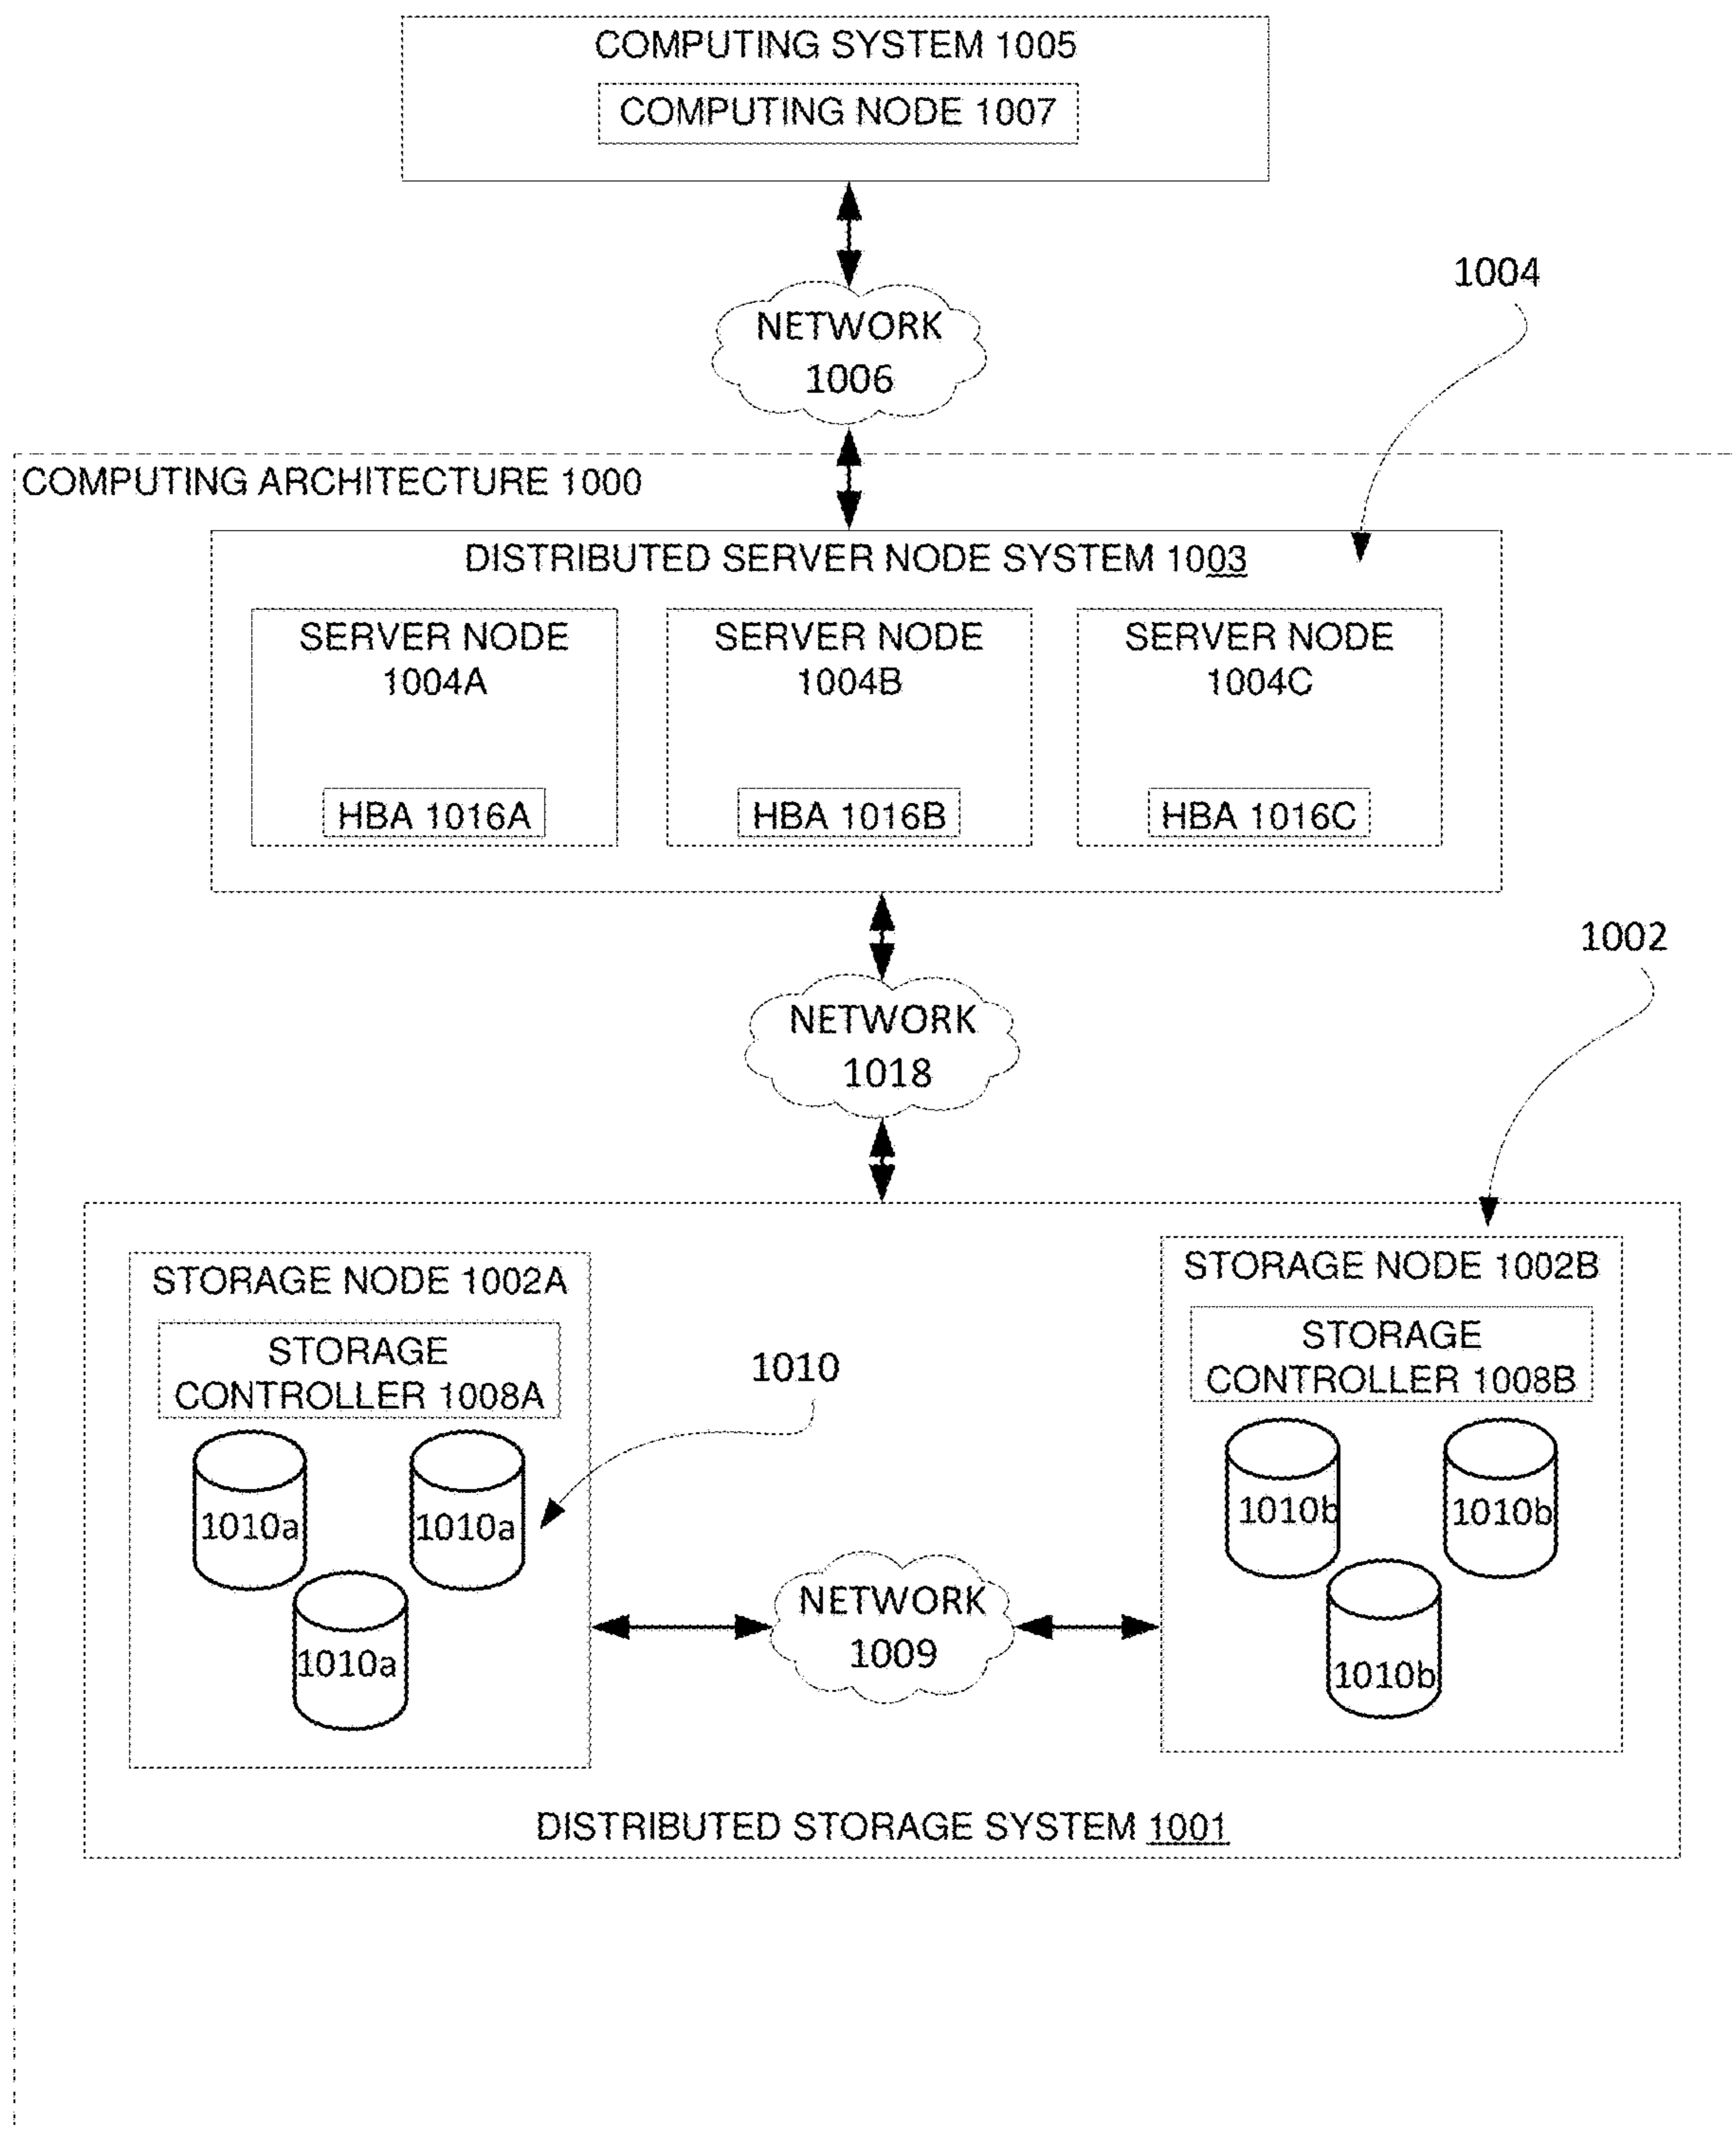 COMPUTING SYSTEM 1005
COMPUTING NODE 1007
1004
NETWORK
1006
COMPUTING ARCHITECTURE 1000
DISTRIBUTED SERVER NODE SYSTEM 1003
SERVER NODE
1004A
HBA 1016A
SERVER NODE
1004B
HBA 1016B
SERVER NODE
1004C
HBA 1016C
1002
NETWORK
1018
STORAGE NODE 1002A
STORAGE
CONTROLLER 1008A
1010a
1010a
1010a
1010
NETWORK
1009
STORAGE NODE 1002B
STORAGE
CONTROLLER 1008B
1010b
1010b
1010b
DISTRIBUTED STORAGE SYSTEM 1001